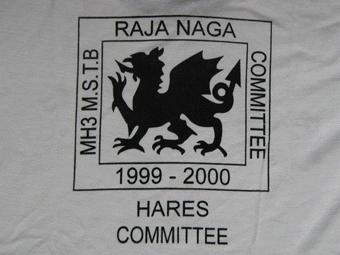 RAJA NAGA
MH3 M.S.T.B
COMMITTEE
1999 - 2000
HARES
COMMITTEE